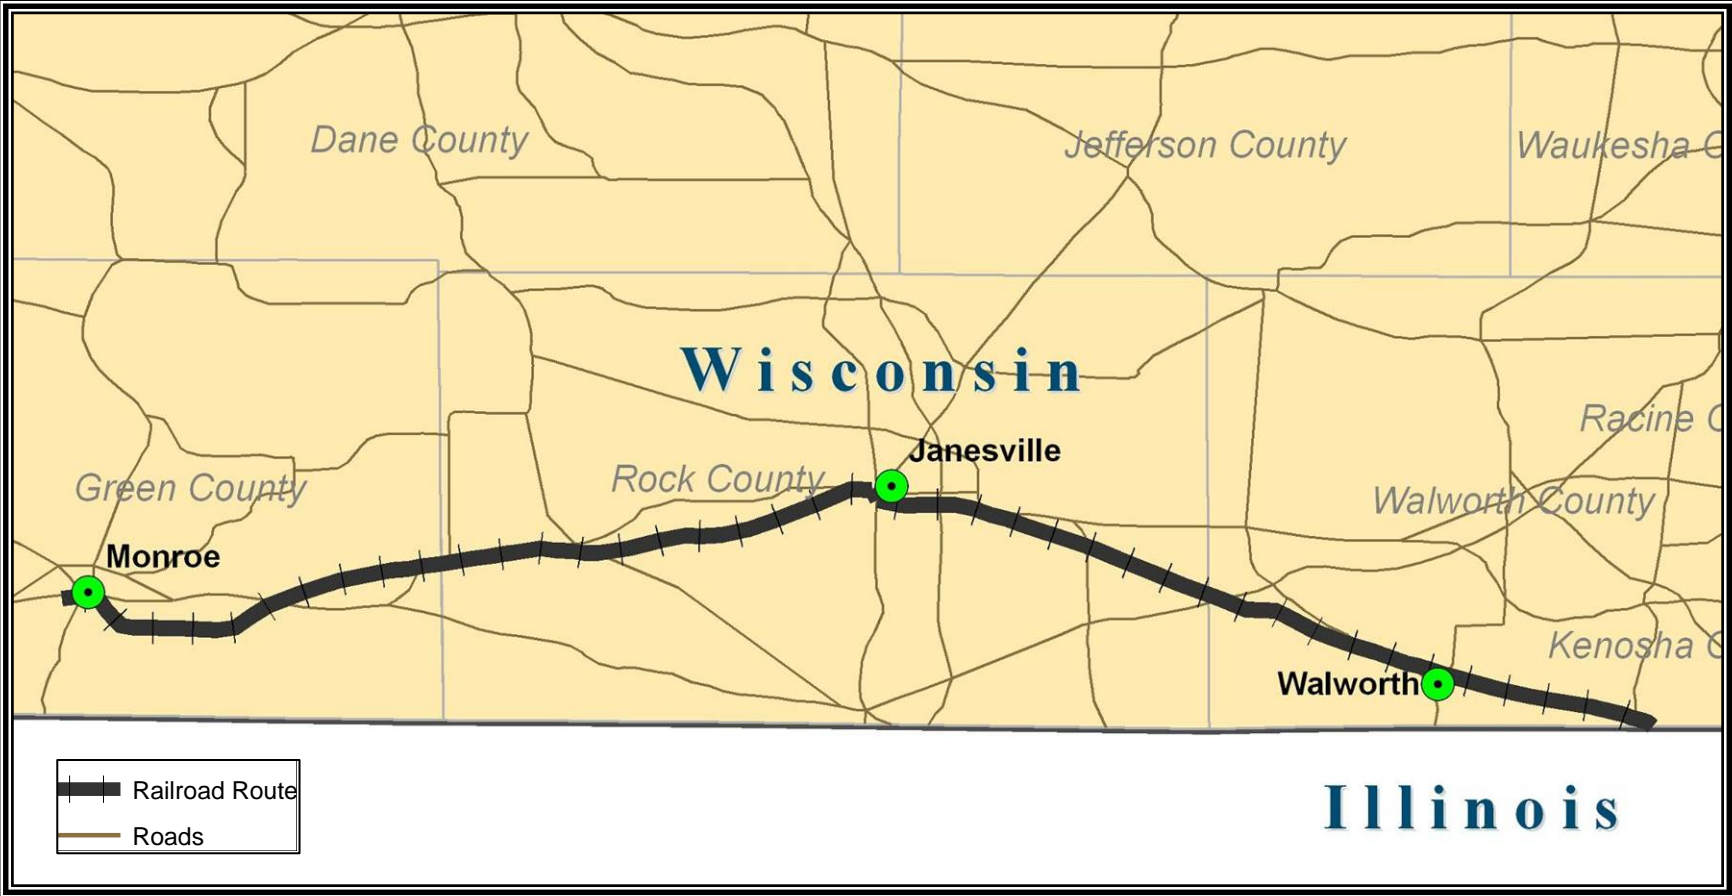 Dane County
Jefferson County
Waukesha C
Wisconsin
Racine C
Janesville
Rock County
Green County
Walworth County
Monroe
Kenosha C
Walworth
Railroad Route
Roads
Illinois